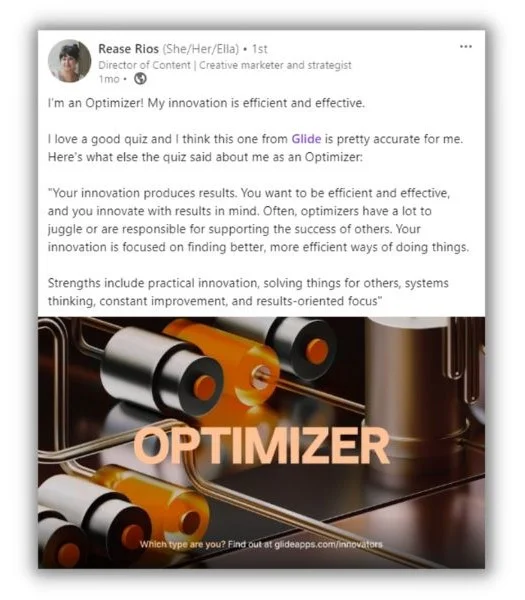 Rease Rios (She/Her/Ella) • 1st
Director of Content | Creative marketer and strategist
1mo •
I'm an Optimizer! My innovation is efficient and effective.
I love a good quiz and I think this one from Glide is pretty accurate for me.
Here's what else the quiz said about me as an Optimizer:
"Your innovation produces results. You want to be efficient and effective,
and you innovate with results in mind. Often, optimizers have a lot to
juggle or are responsible for supporting the success of others. Your
innovation is focused on finding better, more efficient ways of doing things.
Strengths include practical innovation, solving things for others, systems
thinking, constant improvement, and results-oriented focus"
OPTIMIZER
Which type are you? Find out at glideapps.com/innovators